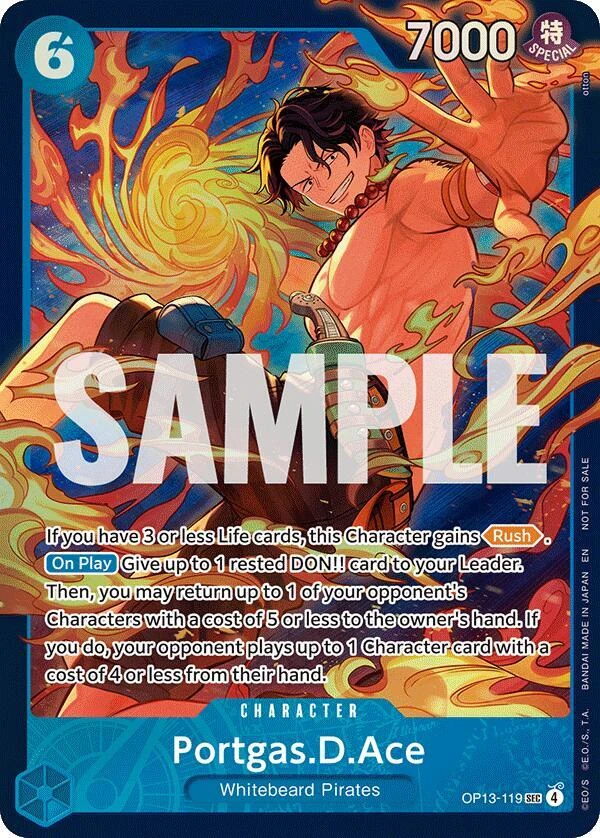 6
7000
特
SPECIAL
otton
SAMPLE
If you have 3 or less Life cards, this Character gains Rush.
On Play Give up to 1 rested DON!! card to your Leader.
Then, you may return up to 1 of your opponent's
Characters with a cost of 5 or less to the owner's hand. If
you do, your opponent plays up to 1 Character card with a
cost of 4 or less from their hand.
CHARACTER
Portgas.D.Ace
Whitebeard Pirates
OP13-119 SEC 4
©EO/S ©E.O./S., T.A. BANDAI MADE IN JAPAN EN NOT FOR SALE